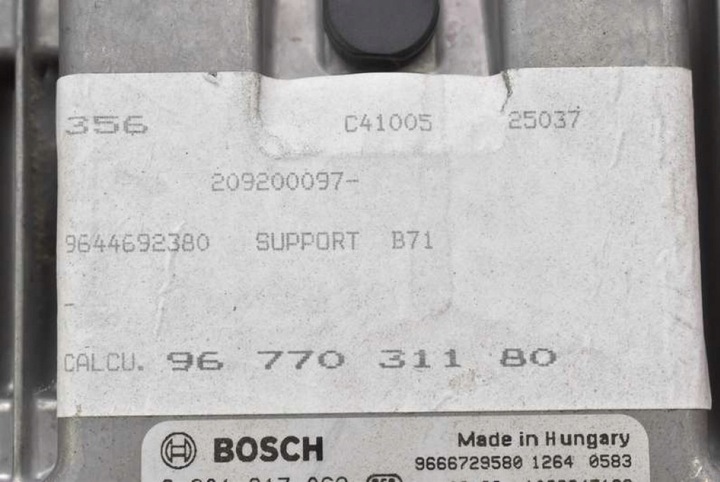 356 C41005 25037
209200097-
9644692380 SUPPORT B71
-
CALCU. 96 770 311 80
BOSCH Made in Hungary
9666729580 1264 0583